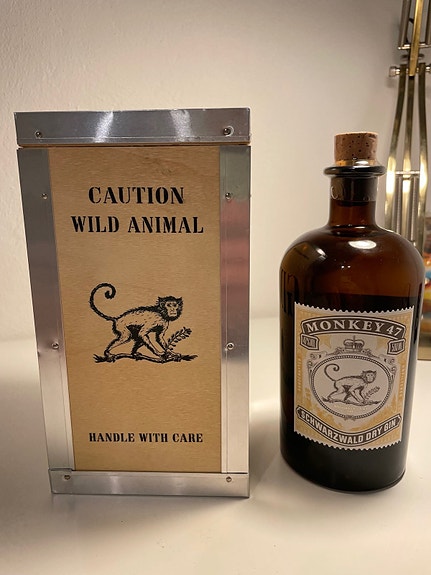 CAUTION
WILD ANIMAL
HANDLE WITH CARE
MONKEY 47
SCHWARZWALD DRY GIN